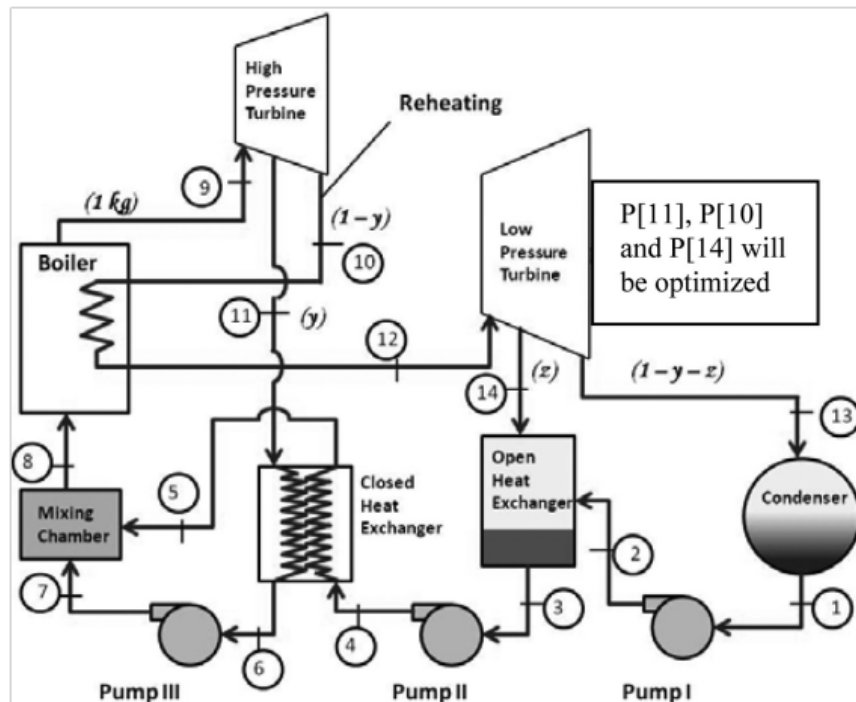 High
Pressure
Turbine
Reheating
9
(1 kg)
(1 – y)
10
Boiler
Low
Pressure
Turbine
P[11], P[10]
and P[14] will
be optimized
11
(y)
12
(z)
14
(1 – y – z)
13
8
5
Closed
Heat
Exchanger
Open
Heat
Exchanger
Condenser
Mixing
Chamber
2
7
6
4
3
1
Pump III
Pump II
Pump I